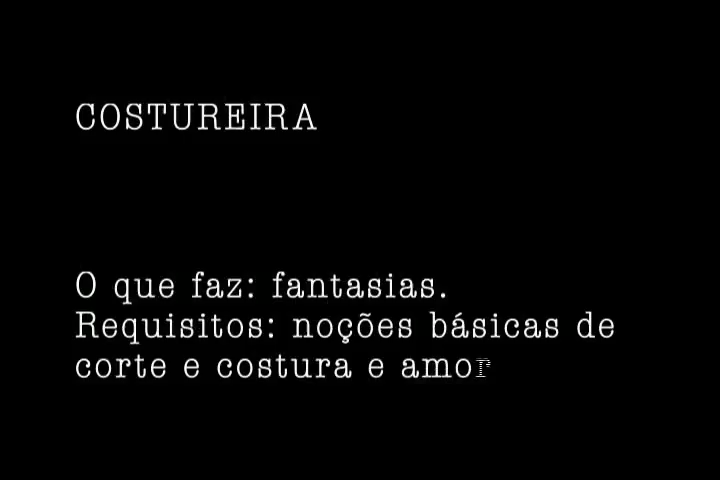 COSTUREIRA
O que faz: fantasias.
Requisitos: noções básicas de
corte e costura e amor